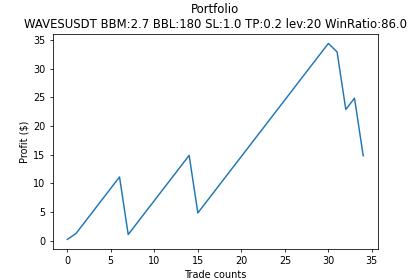 Portfolio
WAVESUSDT BBM:2.7 BBL:180 SL:1.0 TP:0.2 lev:20 WinRatio:86.0
35
30
25
20
15
10
5
0
Profit ($)
0 5 10 15 20 25 30 35
Trade counts